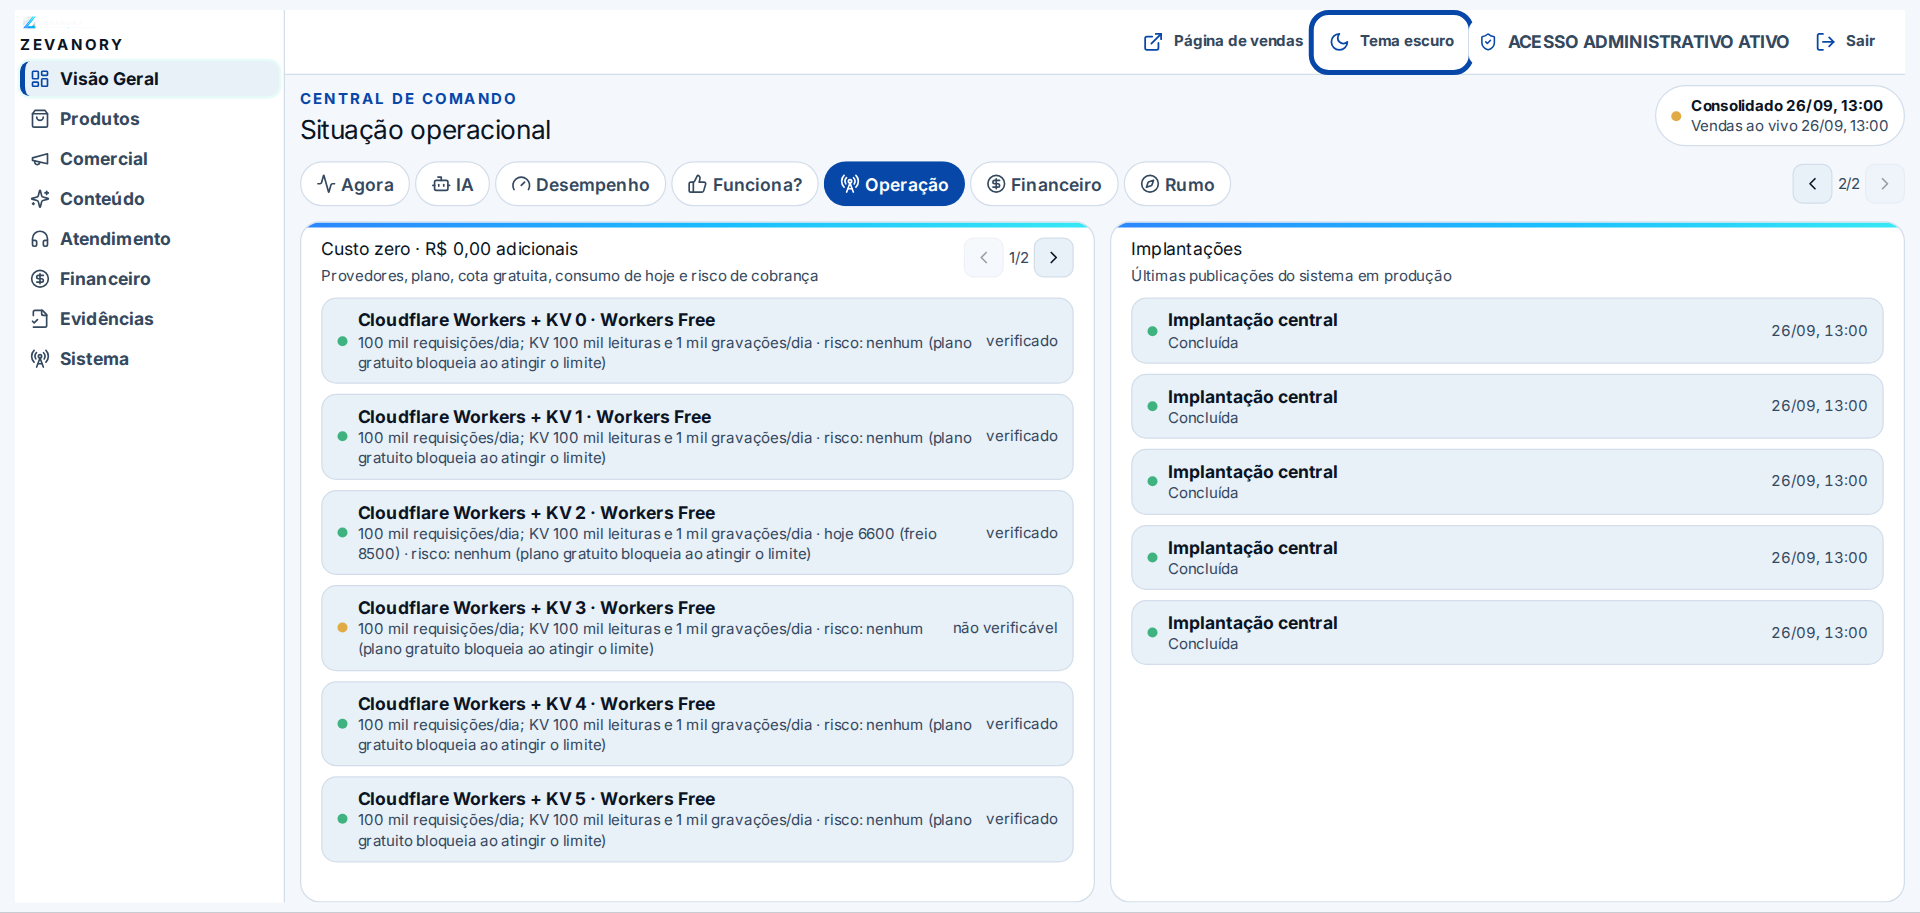 ZEVANORY
Visão Geral
Produtos
Comercial
Conteúdo
Atendimento
Financeiro
Evidências
Sistema
Página de vendas
Tema escuro
ACESSO ADMINISTRATIVO ATIVO
Sair
CENTRAL DE COMANDO
Situação operacional
Consolidado 26/09, 13:00
Vendas ao vivo 26/09, 13:00
Agora
IA
Desempenho
Funciona?
Operação
Financeiro
Rumo
2/2
Custo zero · R$ 0,00 adicionais
Provedores, plano, cota gratuita, consumo de hoje e risco de cobrança
1/2
Cloudflare Workers + KV 0 · Workers Free
100 mil requisições/dia; KV 100 mil leituras e 1 mil gravações/dia · risco: nenhum (plano
gratuito bloqueia ao atingir o limite)
verificado
Cloudflare Workers + KV 1 · Workers Free
100 mil requisições/dia; KV 100 mil leituras e 1 mil gravações/dia · risco: nenhum (plano
gratuito bloqueia ao atingir o limite)
verificado
Cloudflare Workers + KV 2 · Workers Free
100 mil requisições/dia; KV 100 mil leituras e 1 mil gravações/dia · hoje 6600 (freio
8500) · risco: nenhum (plano gratuito bloqueia ao atingir o limite)
verificado
Cloudflare Workers + KV 3 · Workers Free
100 mil requisições/dia; KV 100 mil leituras e 1 mil gravações/dia · risco: nenhum
(plano gratuito bloqueia ao atingir o limite)
não verificável
Cloudflare Workers + KV 4 · Workers Free
100 mil requisições/dia; KV 100 mil leituras e 1 mil gravações/dia · risco: nenhum (plano
gratuito bloqueia ao atingir o limite)
verificado
Cloudflare Workers + KV 5 · Workers Free
100 mil requisições/dia; KV 100 mil leituras e 1 mil gravações/dia · risco: nenhum (plano
gratuito bloqueia ao atingir o limite)
verificado
Implantações
Últimas publicações do sistema em produção
Implantação central
Concluída
26/09, 13:00
Implantação central
Concluída
26/09, 13:00
Implantação central
Concluída
26/09, 13:00
Implantação central
Concluída
26/09, 13:00
Implantação central
Concluída
26/09, 13:00